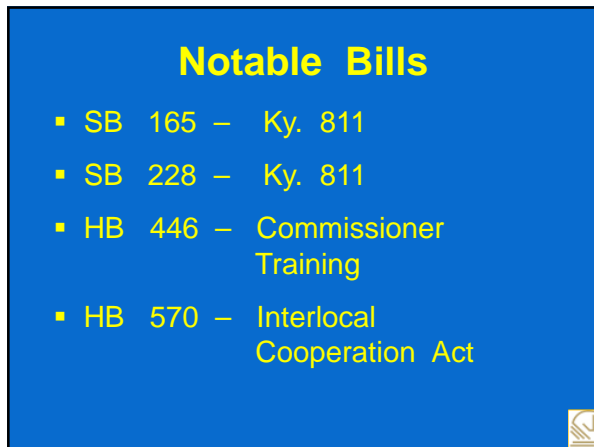 Notable Bills
▪ SB 165 – Ky. 811
▪ SB 228 – Ky. 811
▪ HB 446 – Commissioner
Training
▪ HB 570 – Interlocal
Cooperation Act